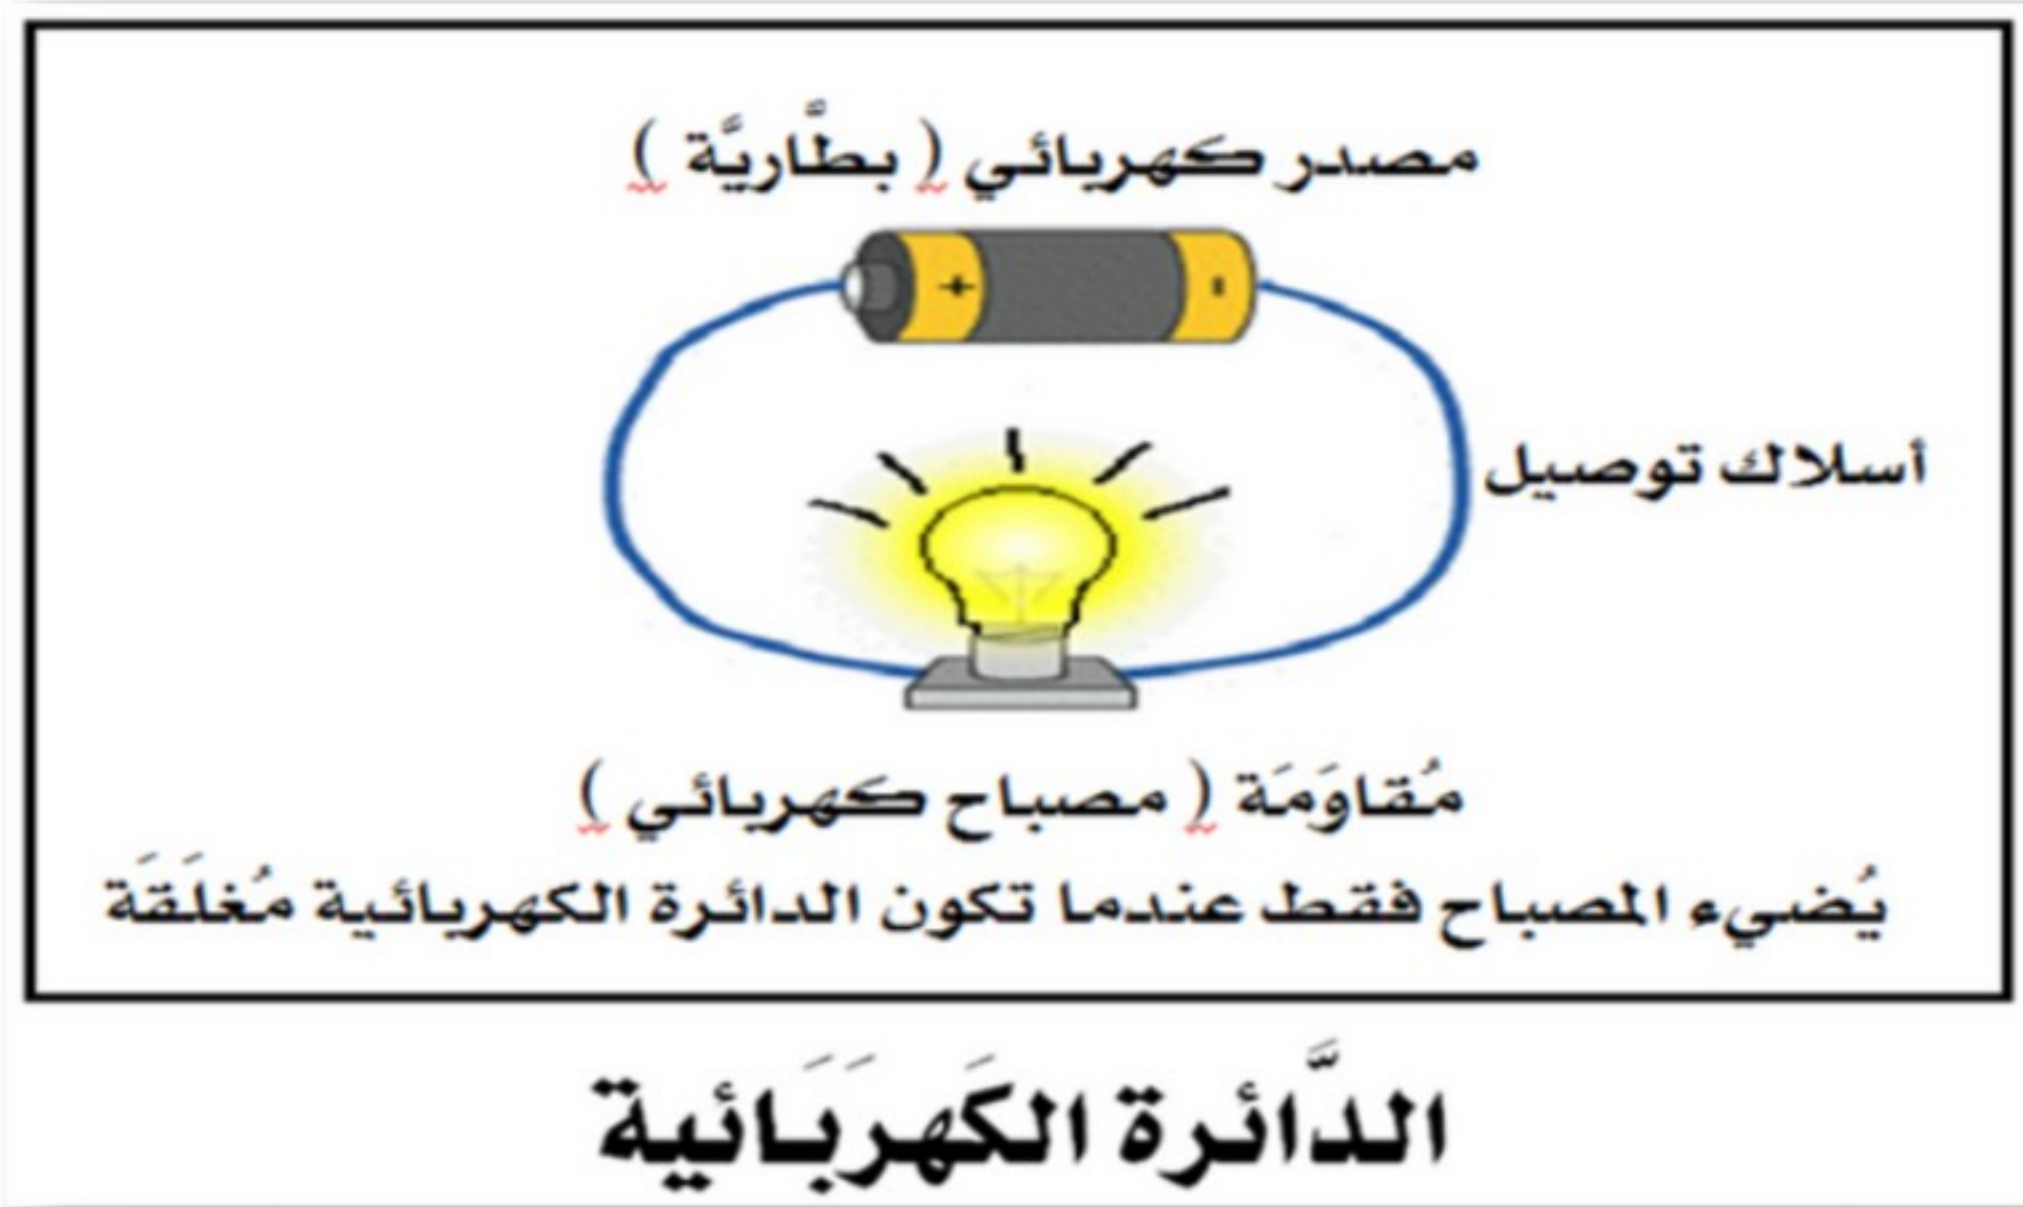 مصدر كهربائي ( بطَّاريَّة )
+
-
أسلاك توصيل
مُقاوَمَة ( مصباح كهربائي )
يُضيء المصباح فقط عندما تكون الدائرة الكهربائية مُغلَقَة
الدَّائرة الكَهرَبَائية